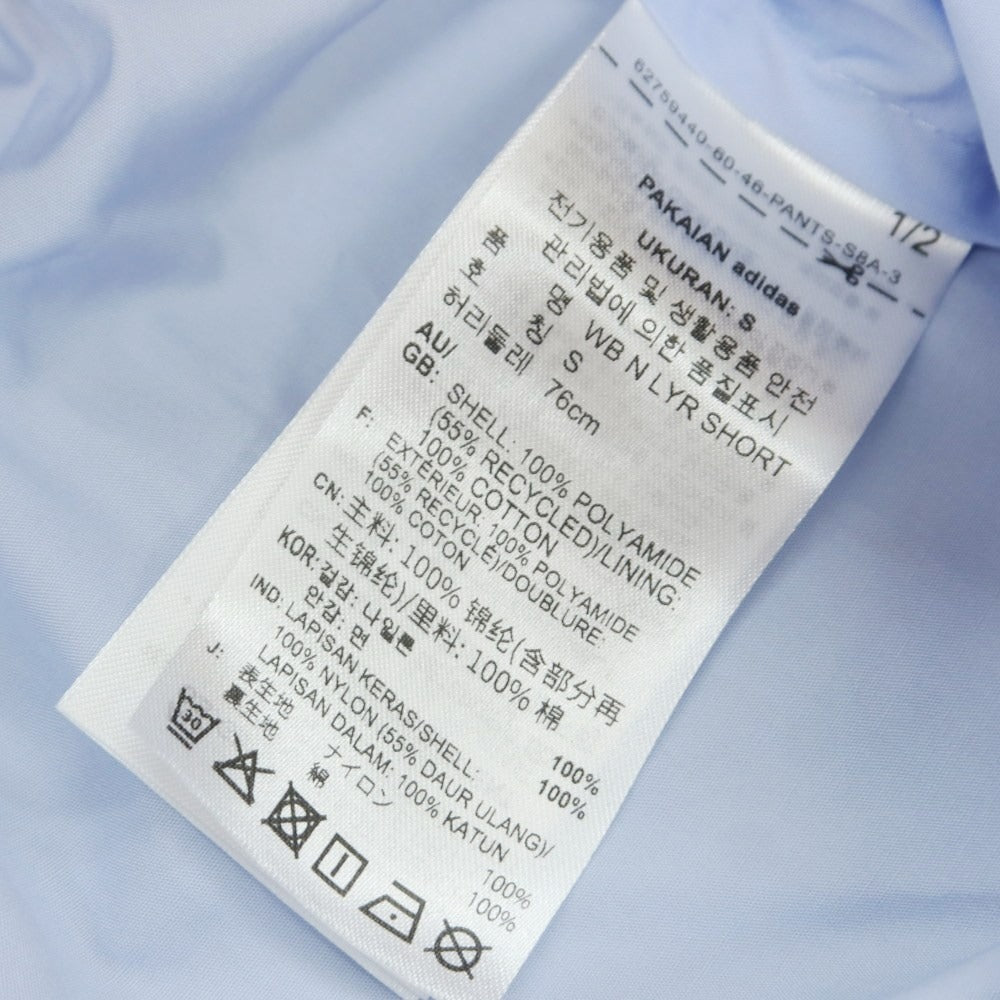 1/2
62759440-60-46-PANTS-S8A-3
PAKAIAN adidas
UKURAN: S
전기용품 및 생활용품 안전
관리법에 의한 품질표시
품 명 WB N LYR SHORT
호 칭 S
허리둘레 76cm
AU/
GB: SHELL: 100% POLYAMIDE
(55% RECYCLED)/LINING:
100% COTTON
F: EXTÉRIEUR: 100% POLYAMIDE
(55% RECYCLÉ)/DOUBLURE:
100% COTON
CN: 主料: 100% 锦纶(含部分再
生锦纶)/里料: 100% 棉
KOR: 겉감: 나일론 100%
안감: 면 100%
IND: LAPISAN KERAS/SHELL:
100% NYLON (55% DAUR ULANG)/
LAPISAN DALAM: 100% KATUN
J: 表生地 ナイロン 100%
裏生地 綿 100%
30